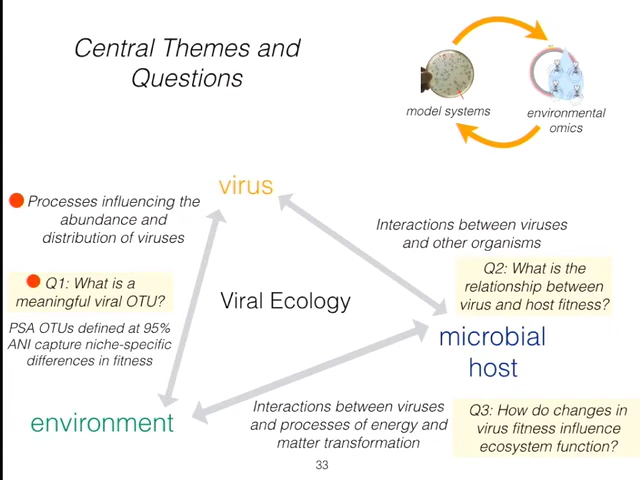 Central Themes and
Questions
model systems
environmental
omics
virus
Processes influencing the
abundance and
distribution of viruses
Interactions between viruses
and other organisms
Q1: What is a
meaningful viral OTU?
Q2: What is the
relationship between
virus and host fitness?
Viral Ecology
PSA OTUs defined at 95%
ANI capture niche-specific
differences in fitness
microbial
host
environment
Interactions between viruses
and processes of energy and
matter transformation
Q3: How do changes in
virus fitness influence
ecosystem function?
33